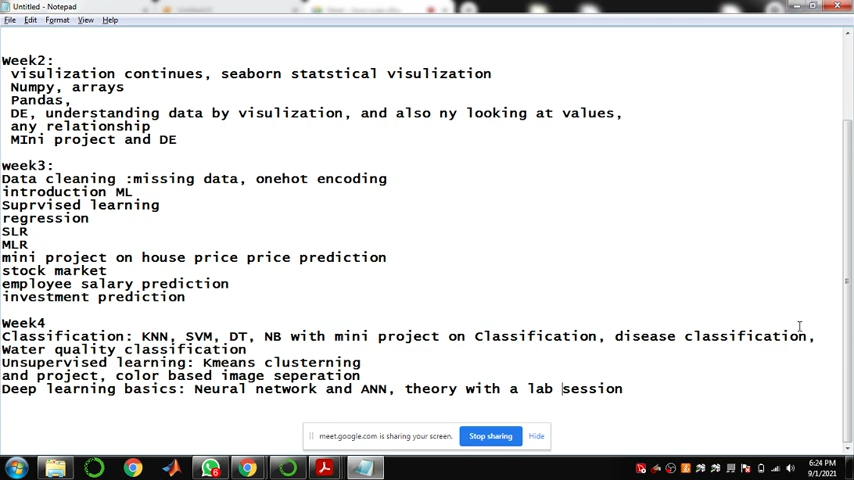 Untitled - Notepad
File Edit Format View Help
Week2:
visulization continues, seaborn statstical visulization
Numpy, arrays
Pandas,
DE, understanding data by visulization, and also ny looking at values,
any relationship
MIni project and DE
week3:
Data cleaning :missing data, onehot encoding
introduction ML
Suprvised learning
regression
SLR
MLR
mini project on house price price prediction
stock market
employee salary prediction
investment prediction
Week4
Classification: KNN, SVM, DT, NB with mini project on Classification, disease classification,
Water quality classification
Unsupervised learning: Kmeans clusterning
and project, color based image seperation
Deep learning basics: Neural network and ANN, theory with a lab session
meet.google.com is sharing your screen. Stop sharing Hide
6:24 PM
9/1/2021